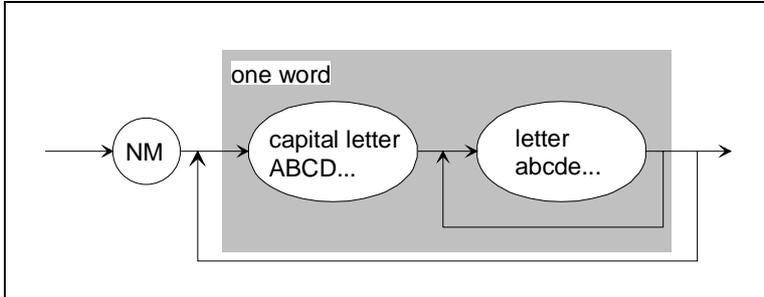 one word
NM
capital letter
ABCD...
letter
abcde...